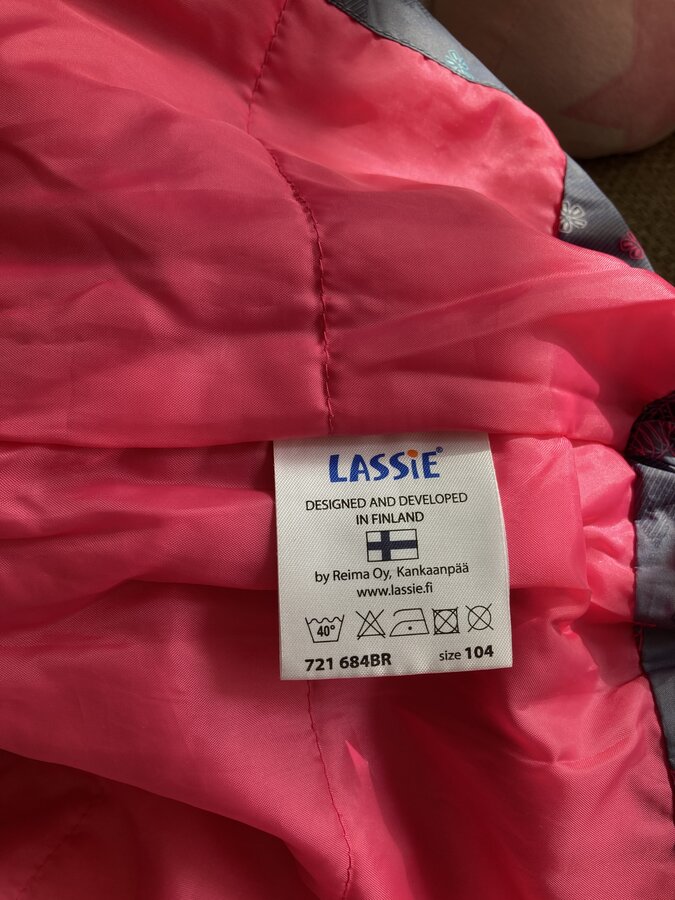 LASSiE®
DESIGNED AND DEVELOPED
IN FINLAND
by Reima Oy, Kankaanpää
www.lassie.fi
40°
721 684BR size 104